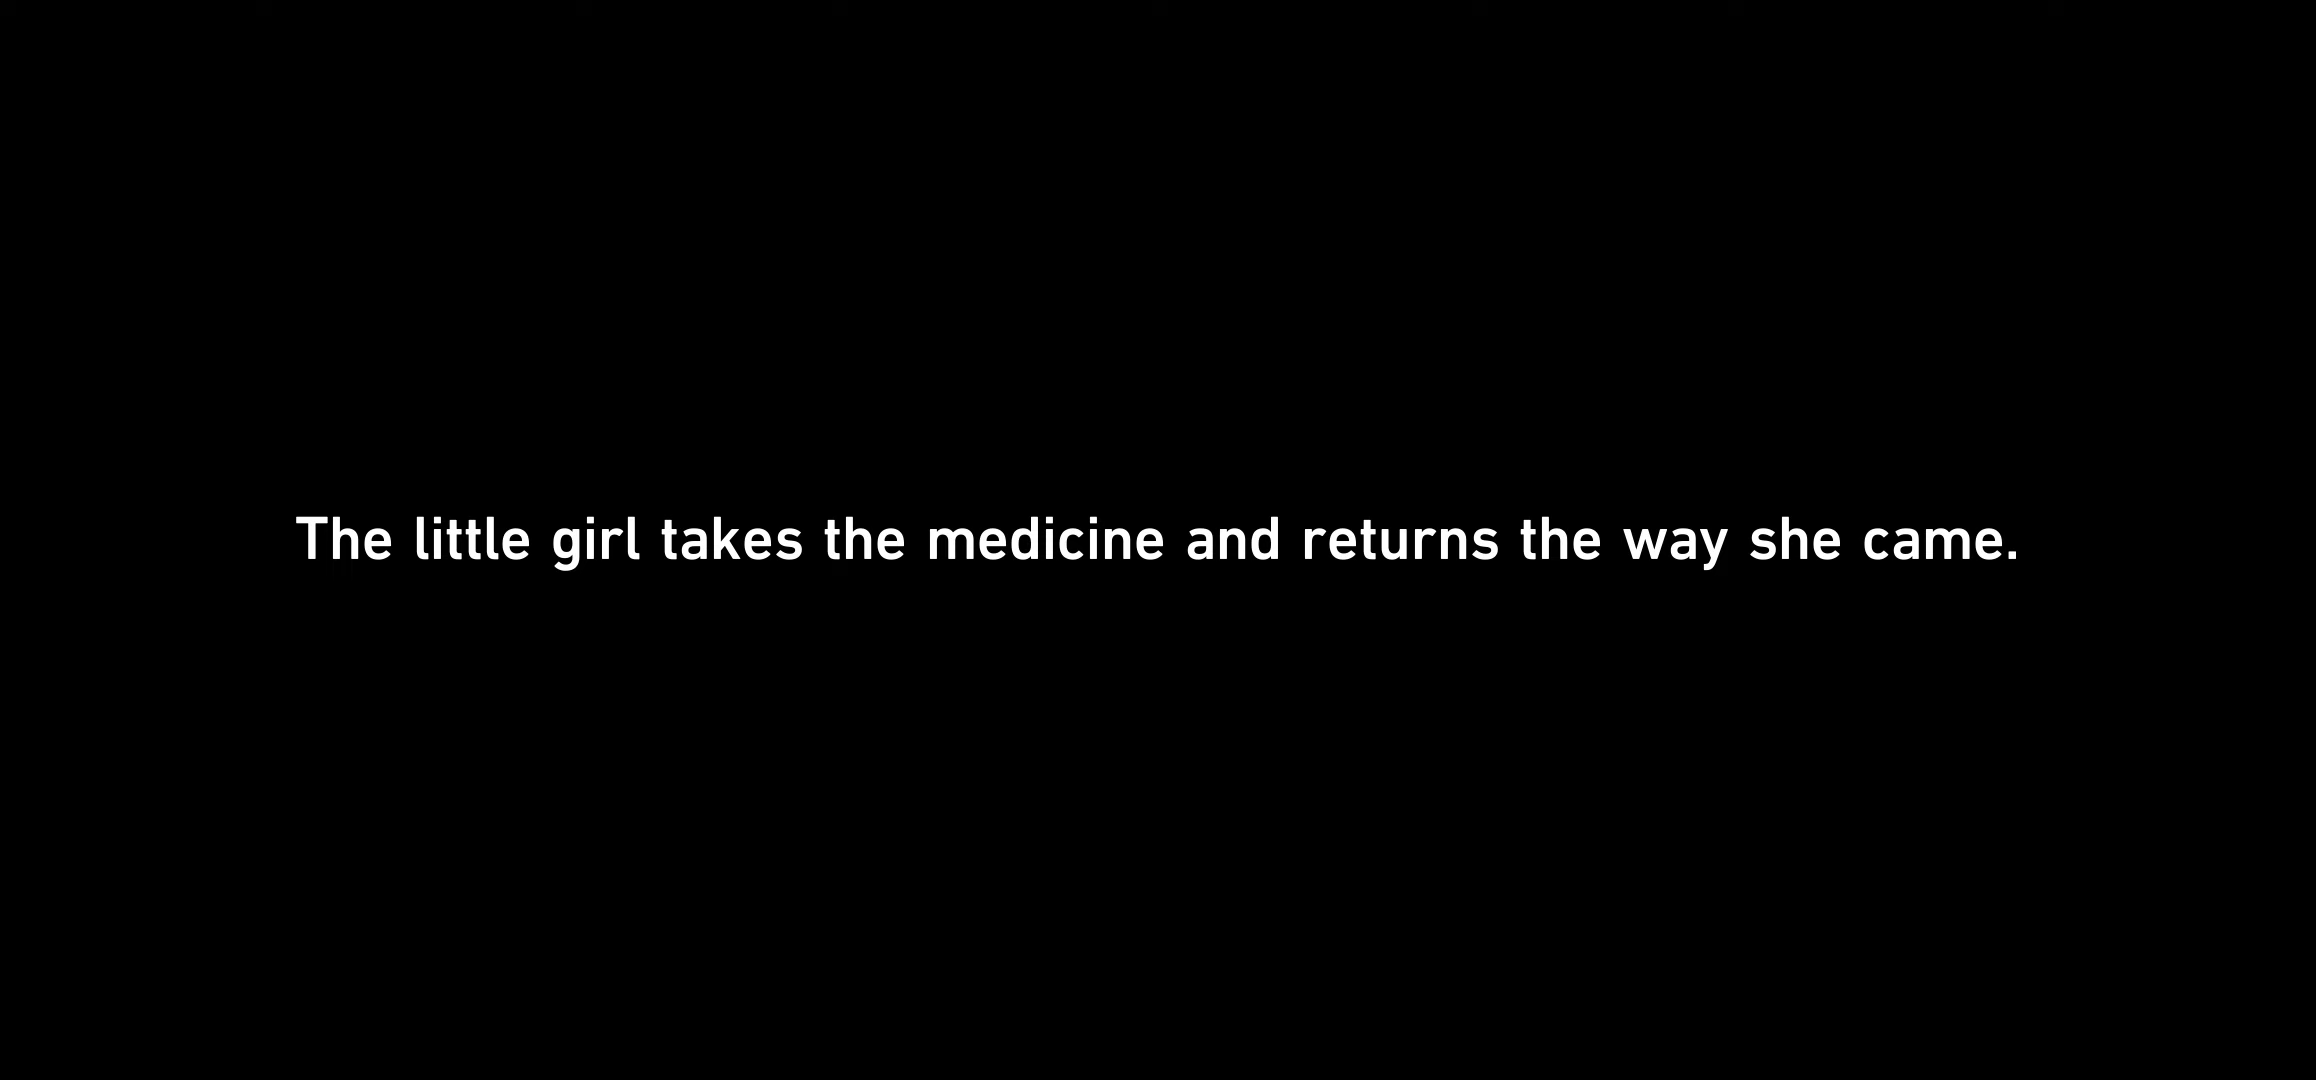 The little girl takes the medicine and returns the way she came.